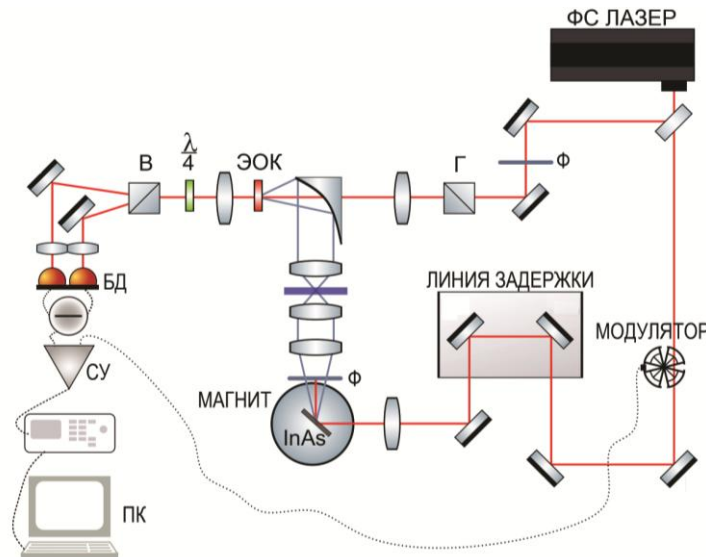 ФС ЛАЗЕР
В
λ/4
ЭОК
Г
Ф
ЛИНИЯ ЗАДЕРЖКИ
БД
МОДУЛЯТОР
СУ
Ф
МАГНИТ
InAs
ПК